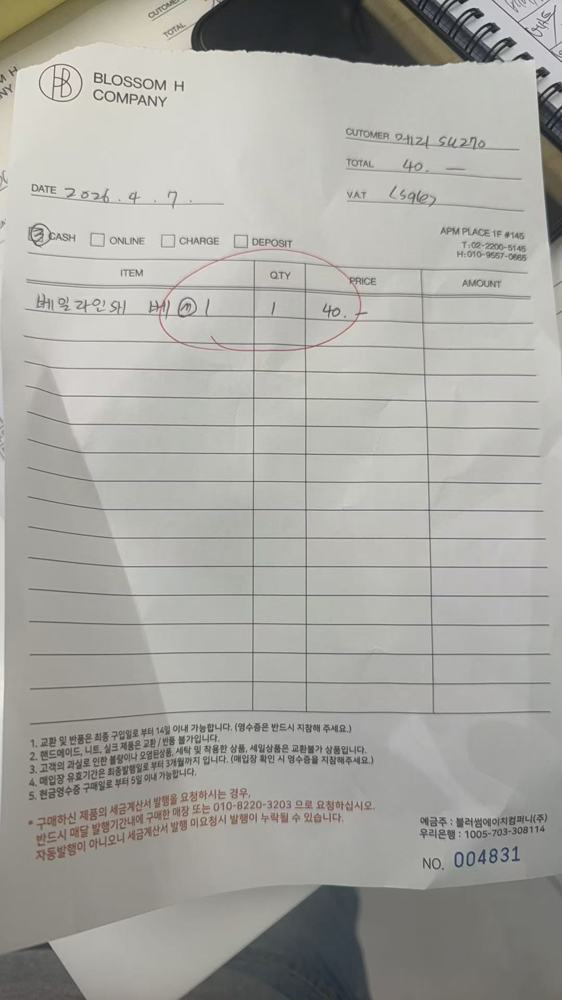 BLOSSOM H
COMPANY
CUTOMER 머리 SU270
TOTAL 40. —
DATE 2026. 4. 7.
V.A.T (Sale)
CASH ONLINE CHARGE DEPOSIT
APM PLACE 1F #145
T:02-2200-5145
H:010-9557-0665
ITEM QTY PRICE AMOUNT
베일라인SH 베 1 1 40. —
1. 교환 및 반품은 최종 구입일로 부터 14일 이내 가능합니다. (영수증은 반드시 지참해 주세요.)
2. 핸드메이드, 니트, 실크 제품은 교환 / 반품 불가입니다.
3. 고객의 과실로 인한 불량이나 오염된상품, 세탁 및 착용한 상품, 세일상품은 교환불가 상품입니다.
4. 매입장 유효기간은 최종발행일로 부터 3개월까지 입니다. (매입장 확인 시 영수증을 지참해주세요.)
5. 현금영수증 구매일로 부터 5일 이내 가능합니다.
* 구매하신 제품의 세금계산서 발행을 요청하시는 경우,
반드시 매달 발행기간내에 구매한 매장 또는 010-8220-3203 으로 요청하십시오.
자동발행이 아니오니 세금계산서 발행 미요청시 발행이 누락될 수 있습니다.
예금주 : 블러썸에이치컴퍼니(주)
우리은행 : 1005-703-308114
NO. 004831